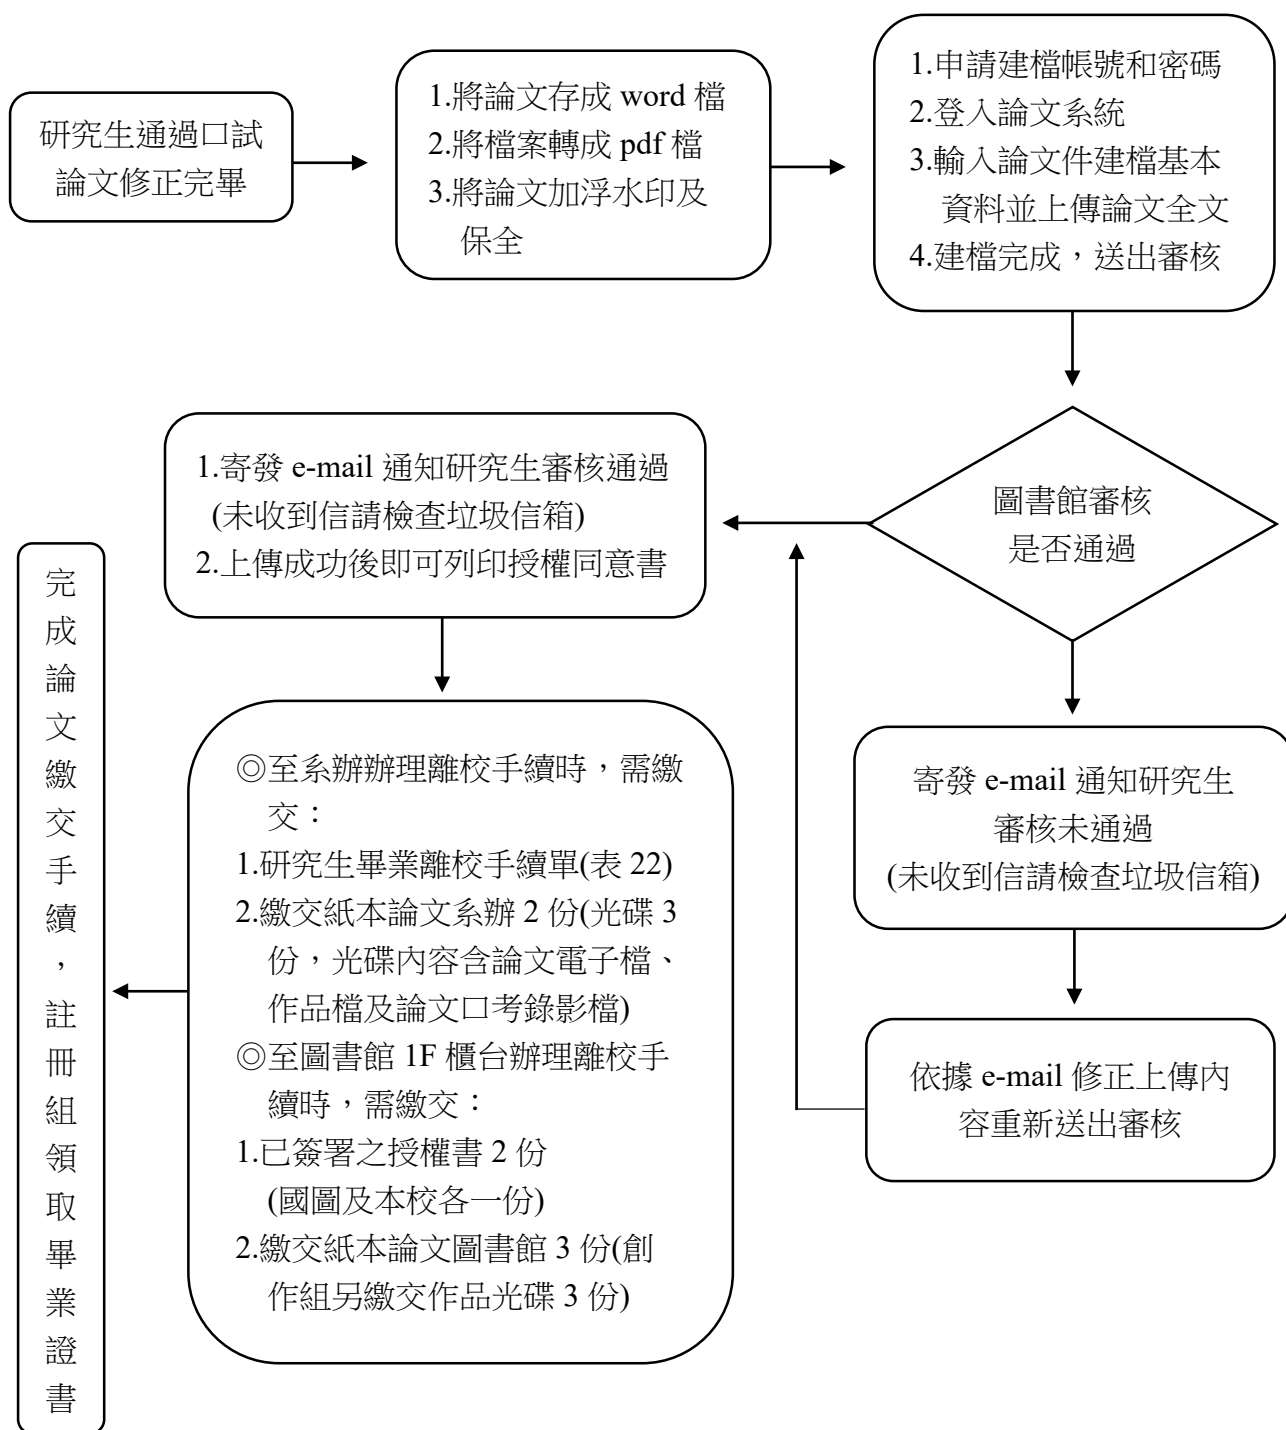 研究生通過口試
論文修正完畢
1.將論文存成 word 檔
2.將檔案轉成 pdf 檔
3.將論文加浮水印及
保全
1.申請建檔帳號和密碼
2.登入論文系統
3.輸入論文件建檔基本
資料並上傳論文全文
4.建檔完成，送出審核
圖書館審核
是否通過
1.寄發 e-mail 通知研究生審核通過
(未收到信請檢查垃圾信箱)
2.上傳成功後即可列印授權同意書
寄發 e-mail 通知研究生
審核未通過
(未收到信請檢查垃圾信箱)
依據 e-mail 修正上傳內
容重新送出審核
◎至系辦辦理離校手續時，需繳
交：
1.研究生畢業離校手續單(表 22)
2.繳交紙本論文系辦 2 份(光碟 3
份，光碟內容含論文電子檔、
作品檔及論文口考錄影檔)
◎至圖書館 1F 櫃台辦理離校手
續時，需繳交：
1.已簽署之授權書 2 份
(國圖及本校各一份)
2.繳交紙本論文圖書館 3 份(創
作組另繳交作品光碟 3 份)
完成論文繳交手續，註冊組領取畢業證書